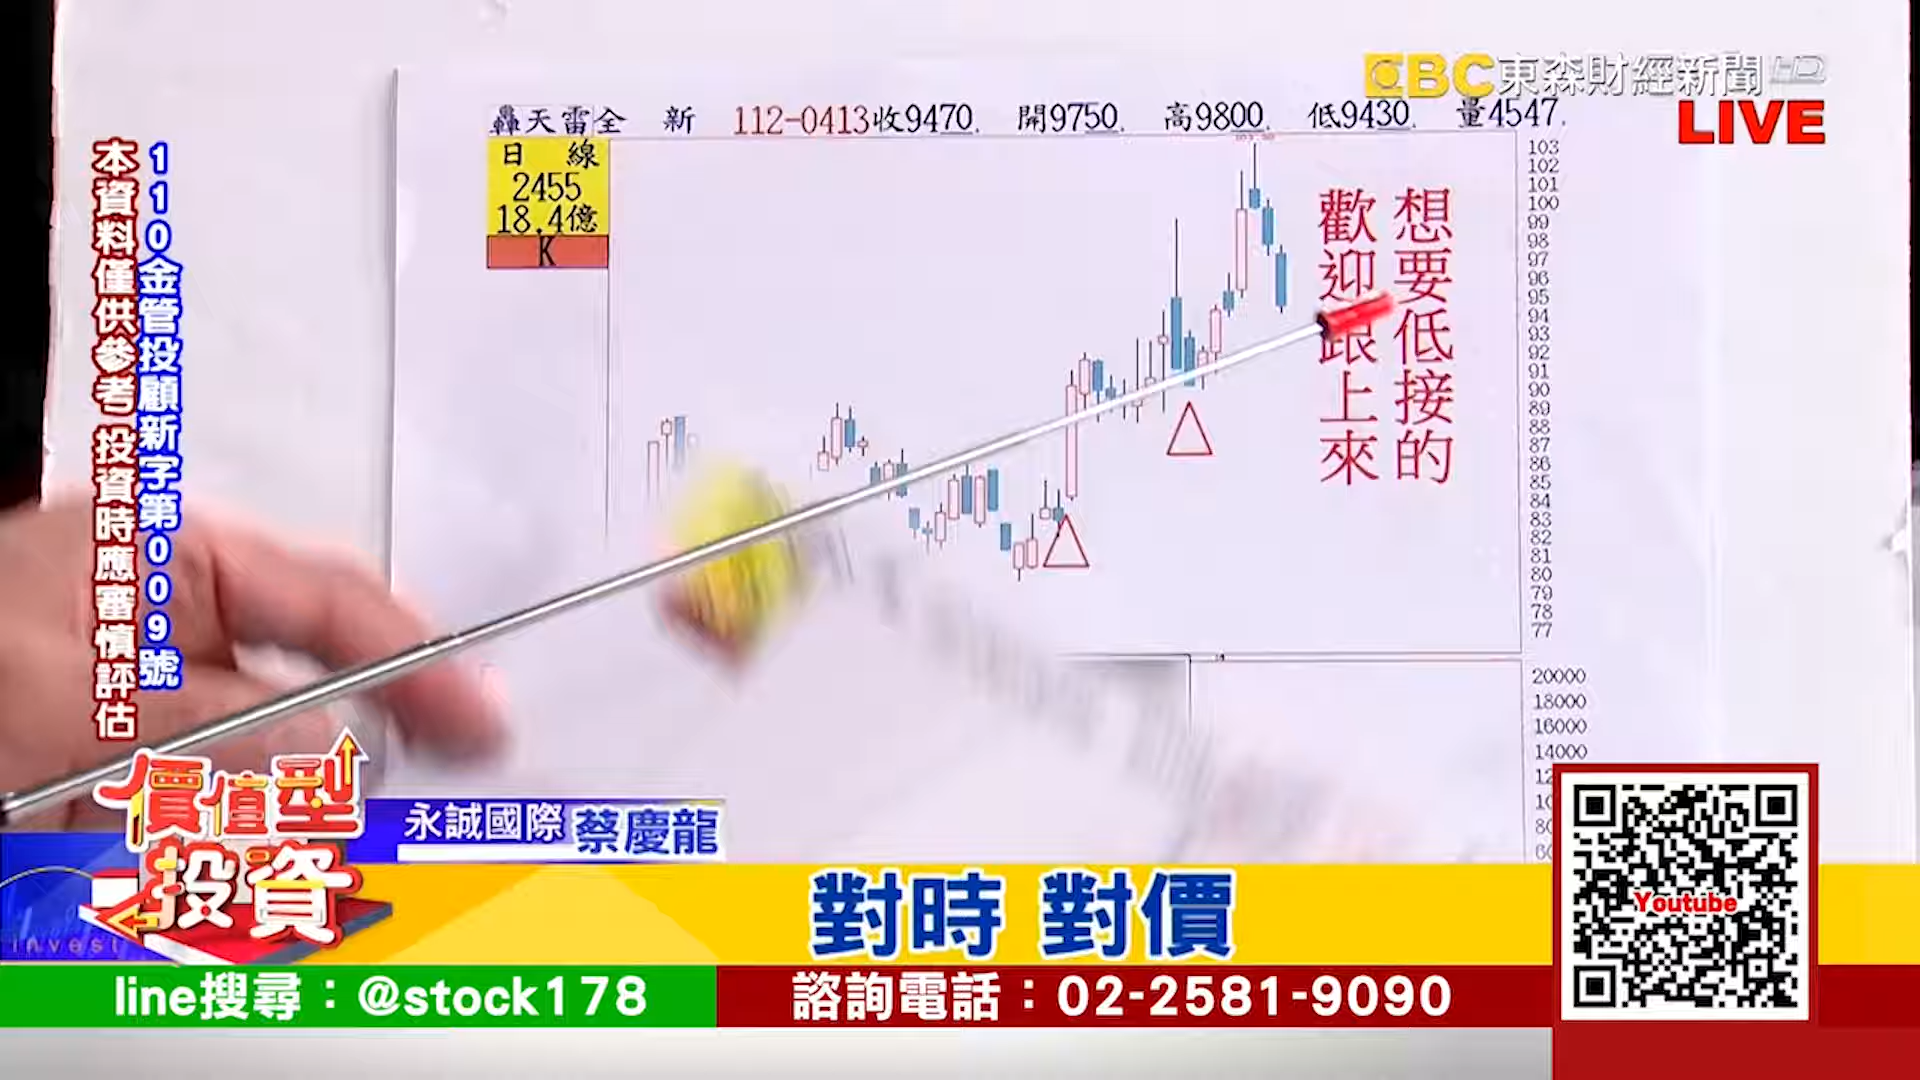 EBC東森財經新聞HD
LIVE
轟天雷全 新 112-0413收9470. 開9750. 高9800. 低9430. 量4547.
日 線
2455
18.4億
K
103
102
101
100
99
98
97
96
95
94
93
92
91
90
89
88
87
86
85
84
83
82
81
80
79
78
77
20000
18000
16000
14000
想要低接的
歡迎跟上來
110金管投顧新字第009號
本資料僅供參考 投資時應審慎評估
價值型
投資
invest
永誠國際 蔡慶龍
對時 對價
Youtube
line搜尋：@stock178
諮詢電話：02-2581-9090